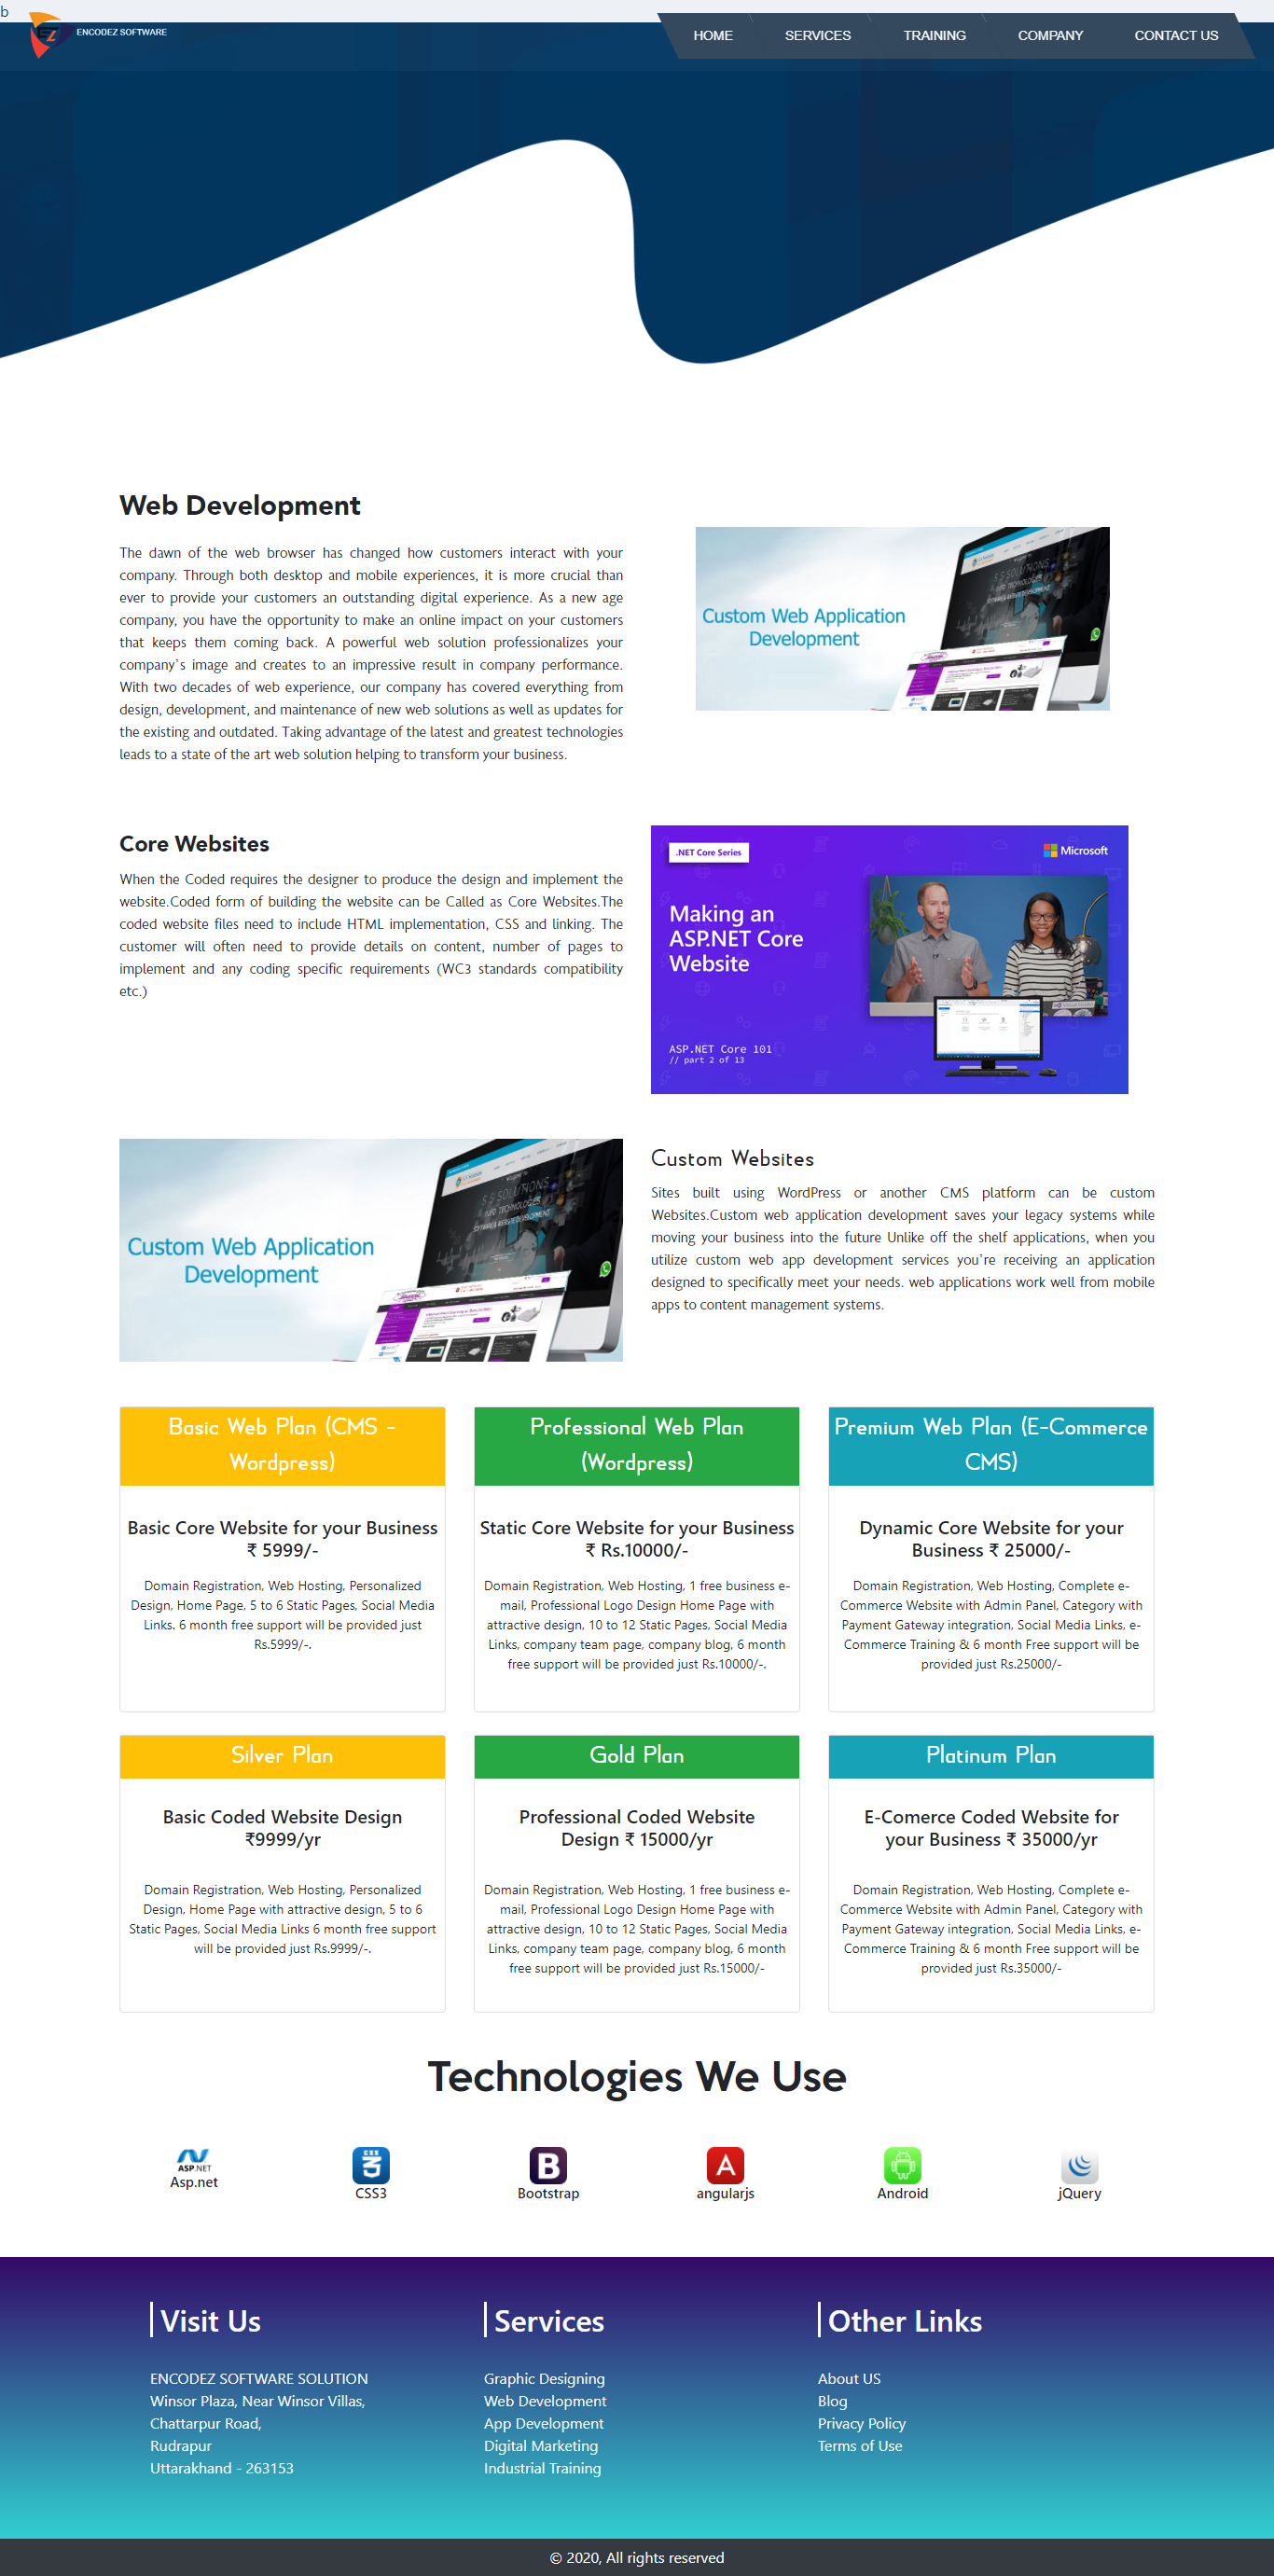 b
ENCODEZ SOFTWARE
HOME SERVICES TRAINING COMPANY CONTACT US
Web Development
The dawn of the web browser has changed how customers interact with your
company. Through both desktop and mobile experiences, it is more crucial than
ever to provide your customers an outstanding digital experience. As a new age
company, you have the opportunity to make an online impact on your customers
that keeps them coming back. A powerful web solution professionalizes your
company's image and creates to an impressive result in company performance.
With two decades of web experience, our company has covered everything from
design, development, and maintenance of new web solutions as well as updates for
the existing and outdated. Taking advantage of the latest and greatest technologies
leads to a state of the art web solution helping to transform your business.
Custom Web Application
Development
Core Websites
When the Coded requires the designer to produce the design and implement the
website.Coded form of building the website can be Called as Core Websites.The
coded website files need to include HTML implementation, CSS and linking. The
customer will often need to provide details on content, number of pages to
implement and any coding specific requirements (WC3 standards compatibility
etc.)
.NET Core Series
Microsoft
Making an
ASP.NET Core
Website
ASP.NET Core 101
// part 2 of 13
Custom Web Application
Development
Custom Websites
Sites built using WordPress or another CMS platform can be custom
Websites.Custom web application development saves your legacy systems while
moving your business into the future Unlike off the shelf applications, when you
utilize custom web app development services you're receiving an application
designed to specifically meet your needs. web applications work well from mobile
apps to content management systems.
Basic Web Plan (CMS -
Wordpress)
Basic Core Website for your Business
₹ 5999/-
Domain Registration, Web Hosting, Personalized
Design, Home Page, 5 to 6 Static Pages, Social Media
Links. 6 month free support will be provided just
Rs.5999/-.
Professional Web Plan
(Wordpress)
Static Core Website for your Business
₹ Rs.10000/-
Domain Registration, Web Hosting, 1 free business e-
mail, Professional Logo Design Home Page with
attractive design, 10 to 12 Static Pages, Social Media
Links, company team page, company blog, 6 month
free support will be provided just Rs.10000/-.
Premium Web Plan (E-Commerce
CMS)
Dynamic Core Website for your
Business ₹ 25000/-
Domain Registration, Web Hosting, Complete e-
Commerce Website with Admin Panel, Category with
Payment Gateway integration, Social Media Links, e-
Commerce Training & 6 month Free support will be
provided just Rs.25000/-
Silver Plan
Basic Coded Website Design
₹9999/yr
Domain Registration, Web Hosting, Personalized
Design, Home Page with attractive design, 5 to 6
Static Pages, Social Media Links 6 month free support
will be provided just Rs.9999/-.
Gold Plan
Professional Coded Website
Design ₹ 15000/yr
Domain Registration, Web Hosting, 1 free business e-
mail, Professional Logo Design Home Page with
attractive design, 10 to 12 Static Pages, Social Media
Links, company team page, company blog, 6 month
free support will be provided just Rs.15000/-
Platinum Plan
E-Comerce Coded Website for
your Business ₹ 35000/yr
Domain Registration, Web Hosting, Complete e-
Commerce Website with Admin Panel, Category with
Payment Gateway integration, Social Media Links, e-
Commerce Training & 6 month Free support will be
provided just Rs.35000/-
Technologies We Use
ASP.NET
Asp.net
CSS
3
CSS3
B
Bootstrap
A
angularjs
Android
jQuery
Visit Us
ENCODEZ SOFTWARE SOLUTION
Winsor Plaza, Near Winsor Villas,
Chattarpur Road,
Rudrapur
Uttarakhand - 263153
Services
Graphic Designing
Web Development
App Development
Digital Marketing
Industrial Training
Other Links
About US
Blog
Privacy Policy
Terms of Use
© 2020, All rights reserved